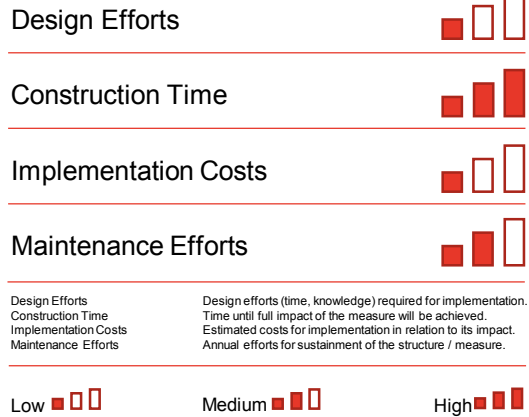 Design Efforts
Construction Time
Implementation Costs
Maintenance Efforts
Design Efforts Design efforts (time, knowledge) required for implementation.
Construction Time Time until full impact of the measure will be achieved.
Implementation Costs Estimated costs for implementation in relation to its impact.
Maintenance Efforts Annual efforts for sustainment of the structure / measure.
Low Medium High